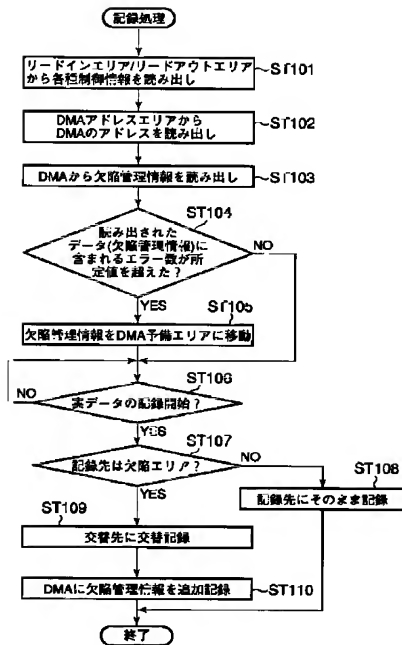 記録処理
リードインエリア/リードアウトエリア
から各種制御情報を読み出し
ST101
DMAアドレスエリアから
DMAのアドレスを読み出し
ST102
DMAから欠陥管理情報を読み出し
ST103
ST104
読み出された
データ(欠陥管理情報)に
含まれるエラー数が所
定値を超えた?
NO
YES
ST105
欠陥管理情報をDMA予備エリアに移動
ST106
NO
実データの記録開始?
YES
ST107
記録先は欠陥エリア?
NO
ST108
YES
記録先にそのまま記録
ST109
交替先に交替記録
DMAに欠陥管理情報を追加記録
ST110
終了